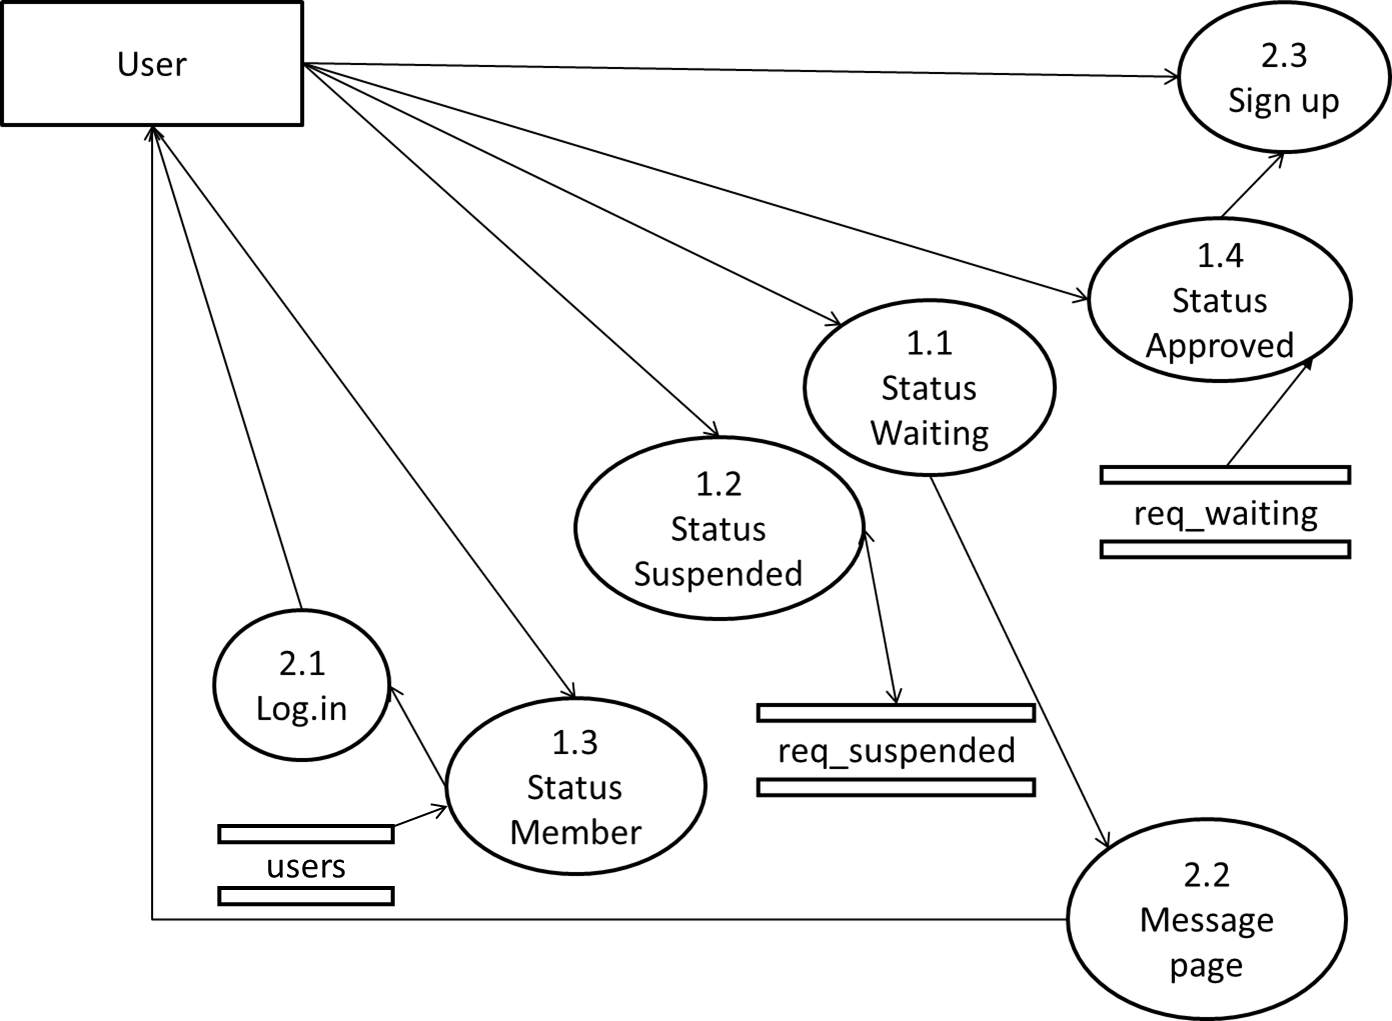 User
2.3
Sign up
1.4
Status
Approved
1.1
Status
Waiting
1.2
Status
Suspended
req_waiting
2.1
Log.in
1.3
Status
Member
req_suspended
users
2.2
Message
page